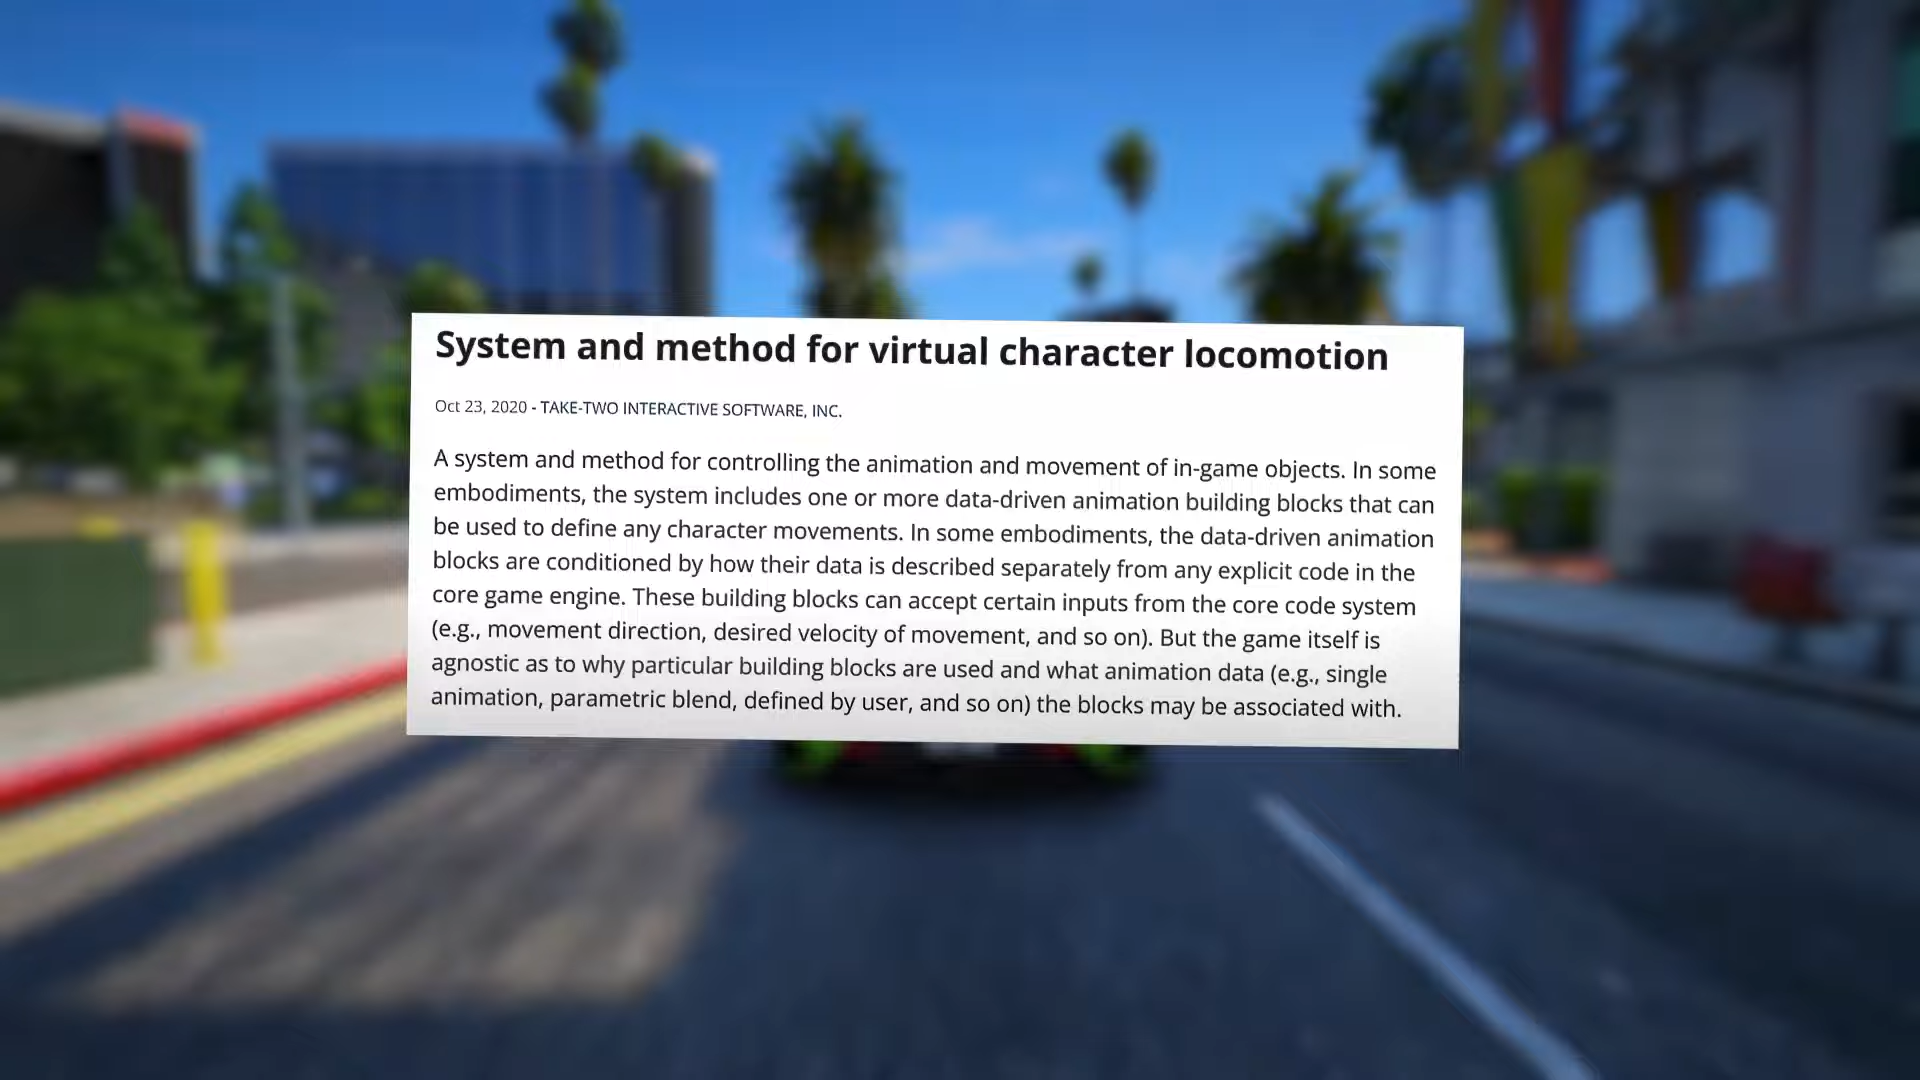 System and method for virtual character locomotion
Oct 23, 2020 - TAKE-TWO INTERACTIVE SOFTWARE, INC.
A system and method for controlling the animation and movement of in-game objects. In some
embodiments, the system includes one or more data-driven animation building blocks that can
be used to define any character movements. In some embodiments, the data-driven animation
blocks are conditioned by how their data is described separately from any explicit code in the
core game engine. These building blocks can accept certain inputs from the core code system
(e.g., movement direction, desired velocity of movement, and so on). But the game itself is
agnostic as to why particular building blocks are used and what animation data (e.g., single
animation, parametric blend, defined by user, and so on) the blocks may be associated with.